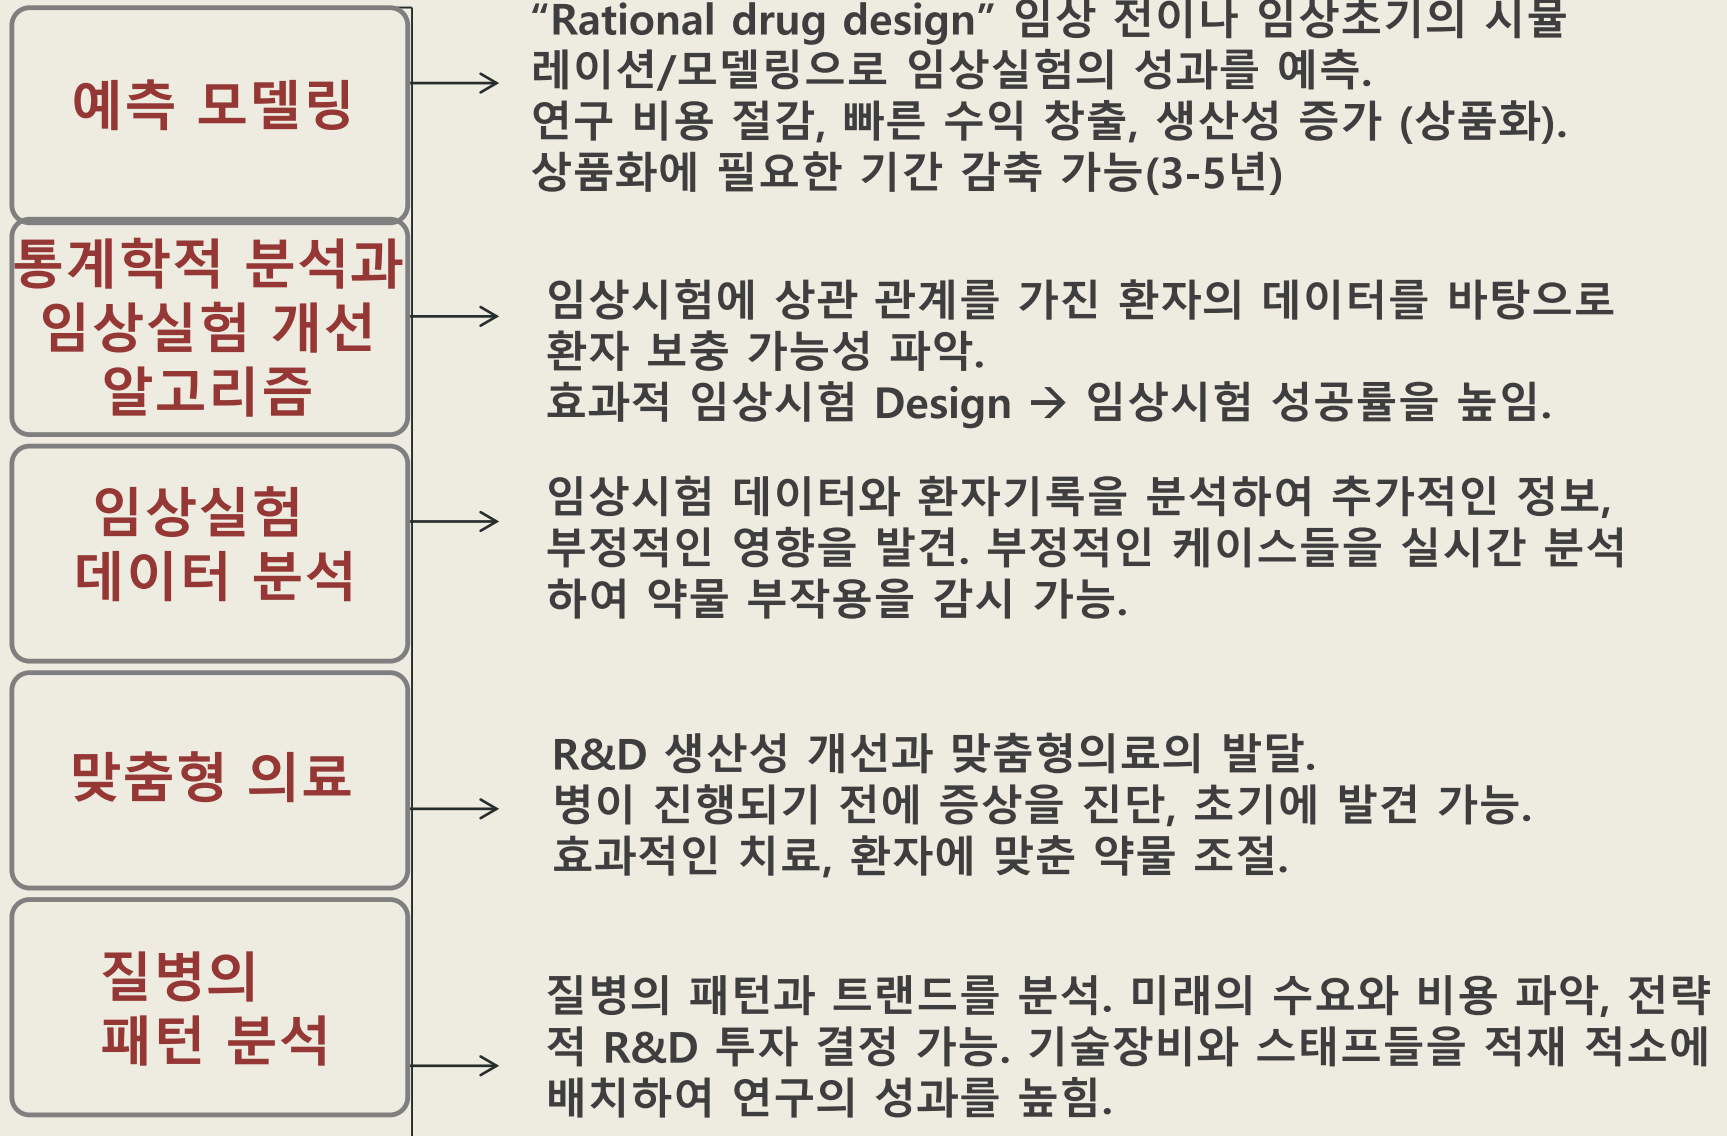 예측 모델링
“Rational drug design” 임상 전이나 임상초기의 시뮬
레이션/모델링으로 임상실험의 성과를 예측.
연구 비용 절감, 빠른 수익 창출, 생산성 증가 (상품화).
상품화에 필요한 기간 감축 가능(3-5년)
통계학적 분석과
임상실험 개선
알고리즘
임상시험에 상관 관계를 가진 환자의 데이터를 바탕으로
환자 보충 가능성 파악.
효과적 임상시험 Design → 임상시험 성공률을 높임.
임상실험
데이터 분석
임상시험 데이터와 환자기록을 분석하여 추가적인 정보,
부정적인 영향을 발견. 부정적인 케이스들을 실시간 분석
하여 약물 부작용을 감시 가능.
맞춤형 의료
R&D 생산성 개선과 맞춤형의료의 발달.
병이 진행되기 전에 증상을 진단, 초기에 발견 가능.
효과적인 치료, 환자에 맞춘 약물 조절.
질병의
패턴 분석
질병의 패턴과 트랜드를 분석. 미래의 수요와 비용 파악, 전략
적 R&D 투자 결정 가능. 기술장비와 스태프들을 적재 적소에
배치하여 연구의 성과를 높힘.